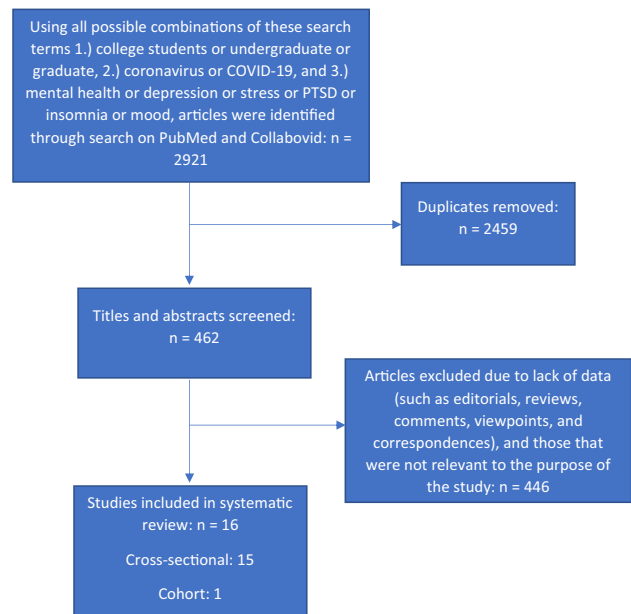 Using all possible combinations of these search
terms 1.) college students or undergraduate or
graduate, 2.) coronavirus or COVID-19, and 3.)
mental health or depression or stress or PTSD or
insomnia or mood, articles were identified
through search on PubMed and Collabovid: n =
2921
Duplicates removed:
n = 2459
Titles and abstracts screened:
n = 462
Articles excluded due to lack of data
(such as editorials, reviews,
comments, viewpoints, and
correspondences), and those that
were not relevant to the purpose of
the study: n = 446
Studies included in systematic
review: n = 16
Cross-sectional: 15
Cohort: 1